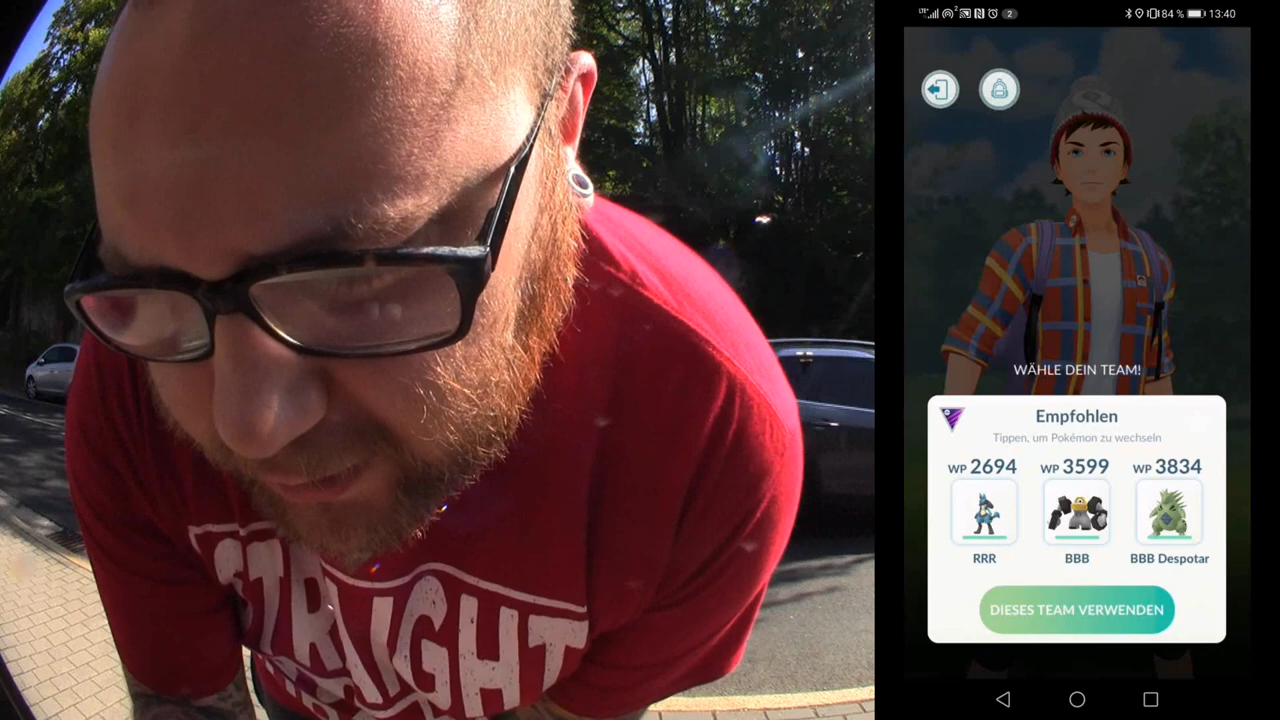 STRAIGHT
2
84 %
13:40
WÄHLE DEIN TEAM!
Empfohlen
Tippen, um Pokémon zu wechseln
WP 2694 WP 3599 WP 3834
RRR BBB BBB Despotar
DIESES TEAM VERWENDEN